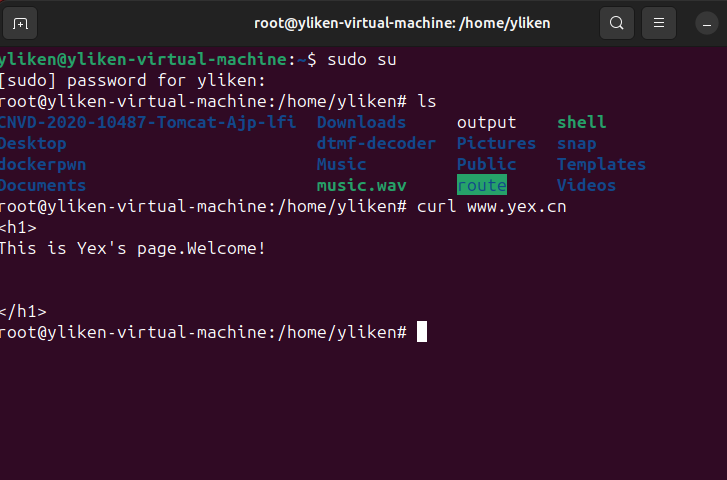 root@yliken-virtual-machine: /home/yliken
yliken@yliken-virtual-machine:~$ sudo su
[sudo] password for yliken:
root@yliken-virtual-machine:/home/yliken# ls
CNVD-2020-10487-Tomcat-Ajp-lfi  Downloads     output    shell
Desktop                         dtmf-decoder  Pictures  snap
dockerpwn                       Music         Public    Templates
Documents                       music.wav     route     Videos
root@yliken-virtual-machine:/home/yliken# curl www.yex.cn
<h1>
This is Yex's page.Welcome!
</h1>
root@yliken-virtual-machine:/home/yliken#